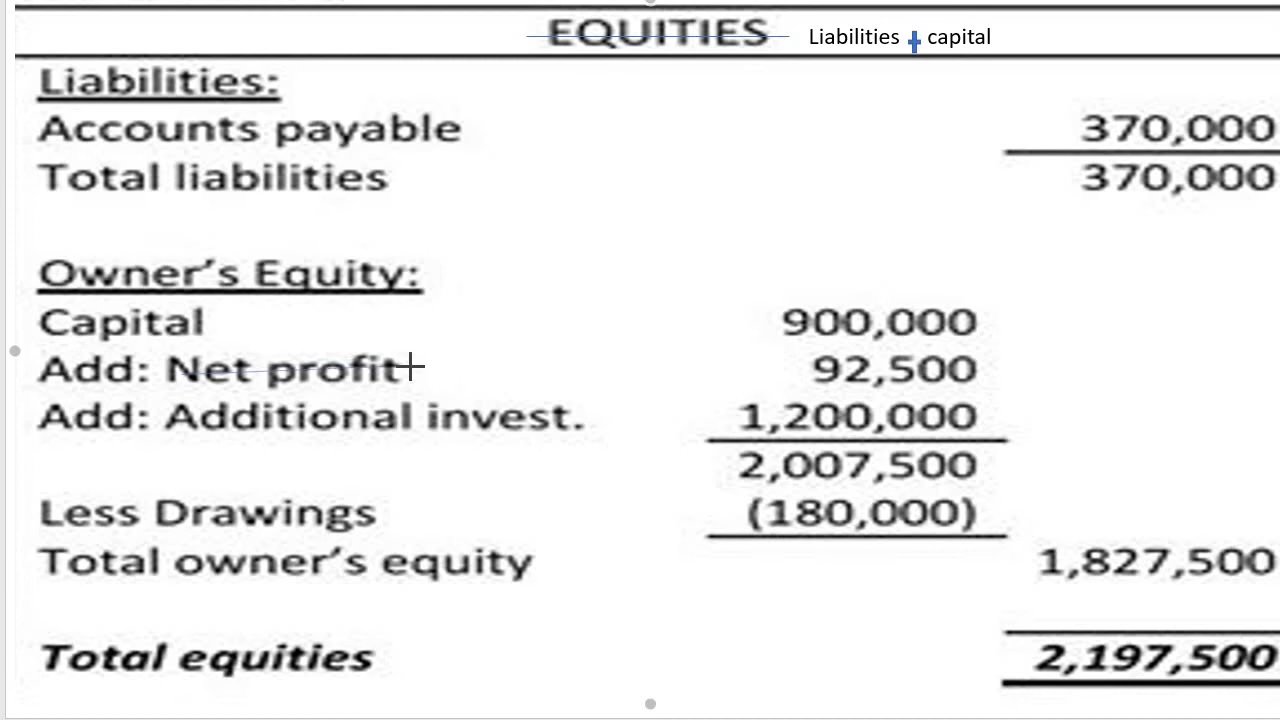 EQUITIES Liabilities + capital
Liabilities:
Accounts payable 370,000
Total liabilities 370,000
Owner's Equity:
Capital 900,000
Add: Net profit 92,500
Add: Additional invest. 1,200,000
2,007,500
Less Drawings (180,000)
Total owner's equity 1,827,500
Total equities 2,197,500